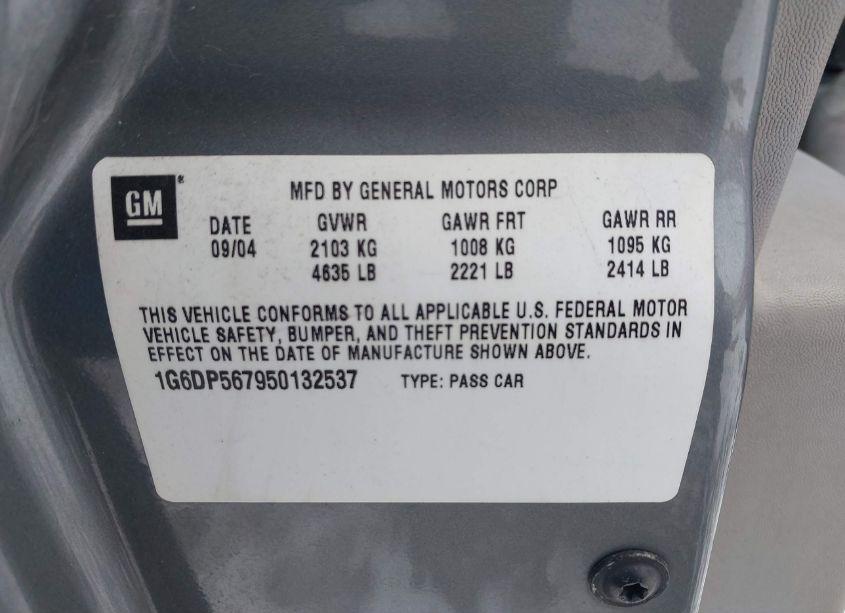 GM ®
MFD BY GENERAL MOTORS CORP
DATE GVWR GAWR FRT GAWR RR
09/04 2103 KG 1008 KG 1095 KG
4635 LB 2221 LB 2414 LB
THIS VEHICLE CONFORMS TO ALL APPLICABLE U.S. FEDERAL MOTOR
VEHICLE SAFETY, BUMPER, AND THEFT PREVENTION STANDARDS IN
EFFECT ON THE DATE OF MANUFACTURE SHOWN ABOVE.
1G6DP567950132537 TYPE: PASS CAR